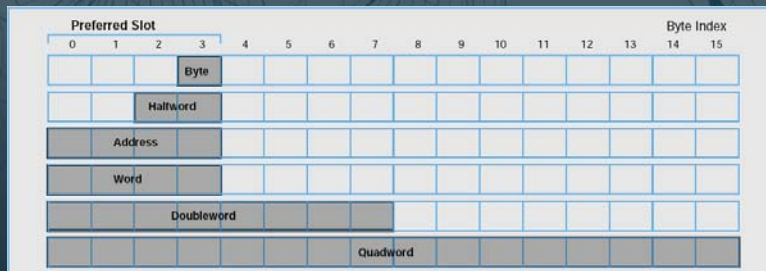 Preferred Slot Byte Index
0 1 2 3 4 5 6 7 8 9 10 11 12 13 14 15
Byte
Halfword
Address
Word
Doubleword
Quadword